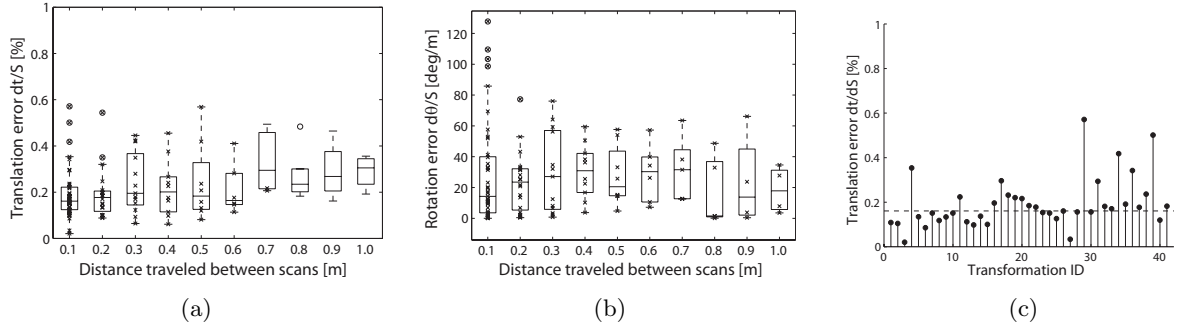 Translation error dt/S [%]
1
0.8
0.6
0.4
0.2
0
0.1 0.2 0.3 0.4 0.5 0.6 0.7 0.8 0.9 1.0
Distance traveled between scans [m]
(a)
Rotation error dθ/S [deg/m]
120
100
80
60
40
20
0
0.1 0.2 0.3 0.4 0.5 0.6 0.7 0.8 0.9 1.0
Distance traveled between scans [m]
(b)
Translation error dt/dS [%]
1
0.8
0.6
0.4
0.2
0
0 10 20 30 40
Transformation ID
(c)